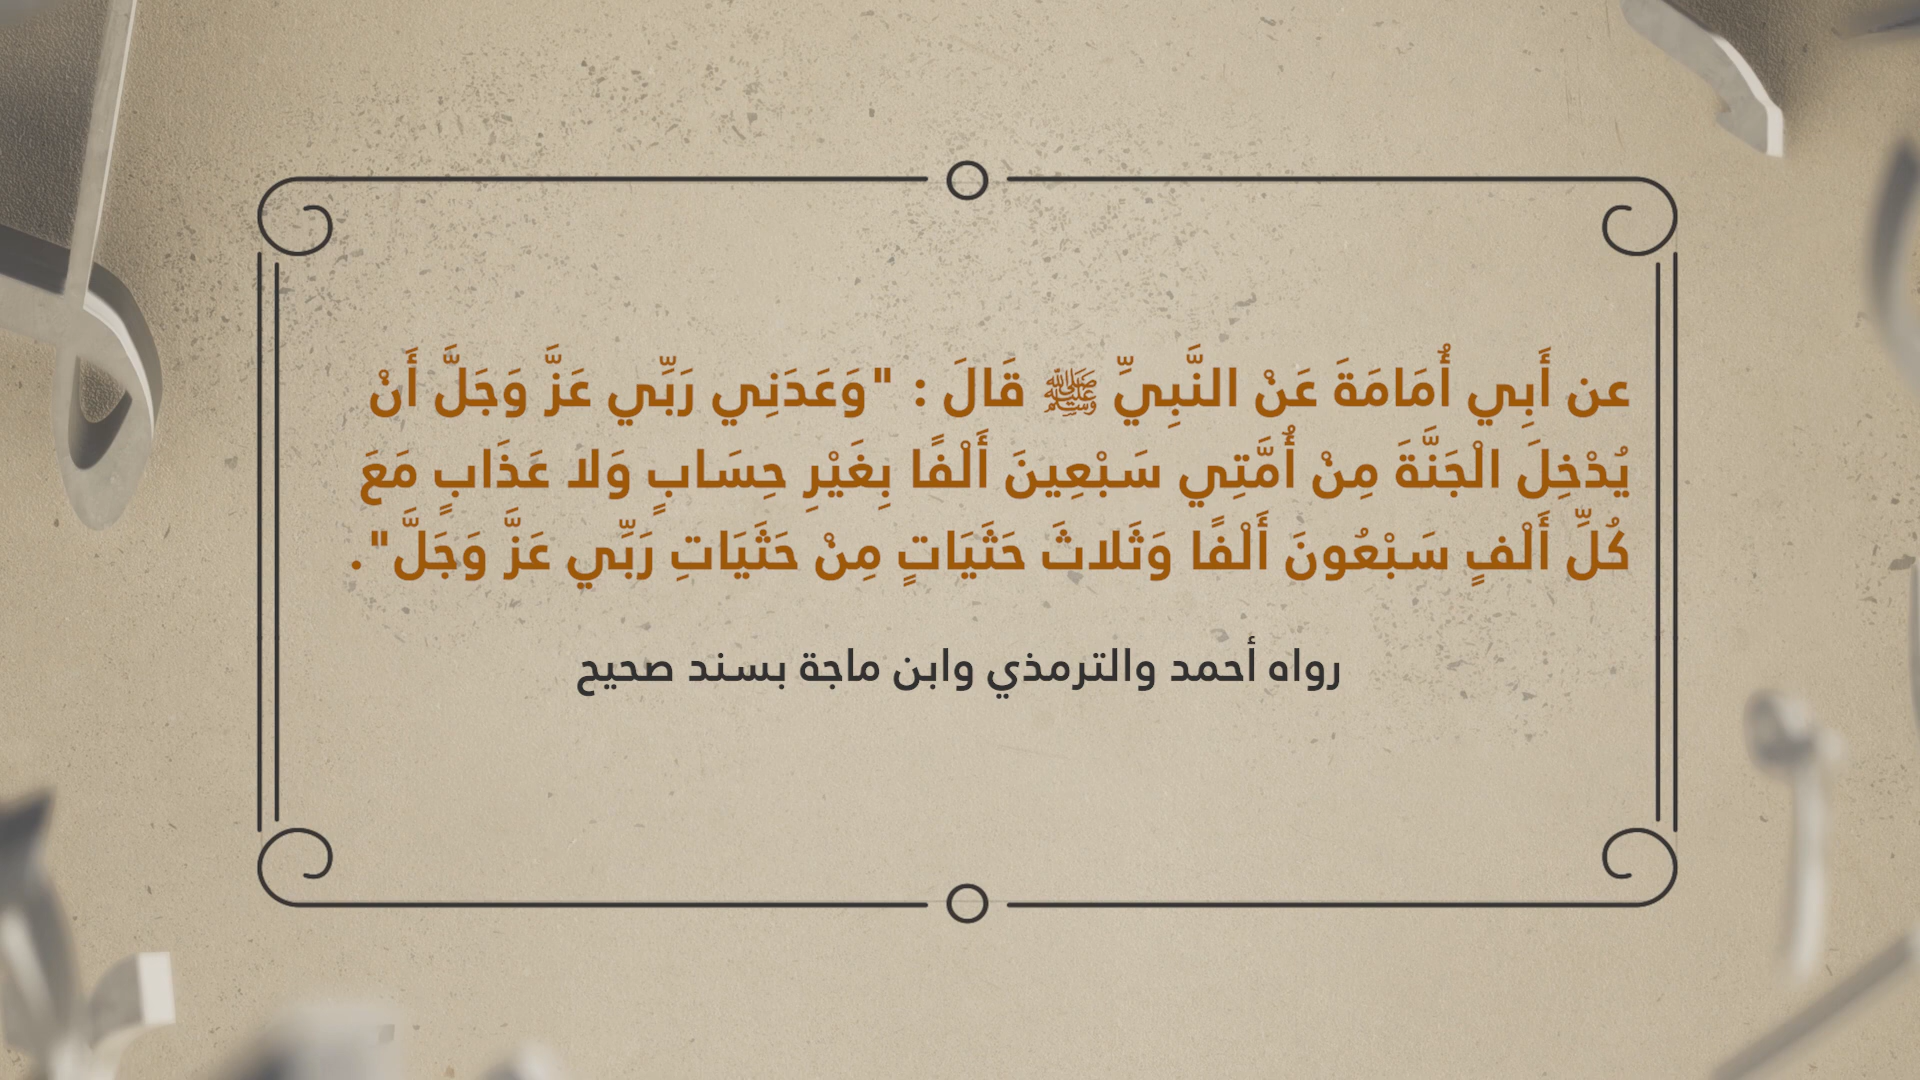 عن أَبِي أُمَامَةَ عَنْ النَّبِيِّ ﷺ قَالَ : "وَعَدَنِي رَبِّي عَزَّ وَجَلَّ أَنْ
يُدْخِلَ الْجَنَّةَ مِنْ أُمَّتِي سَبْعِينَ أَلْفًا بِغَيْرِ حِسَابٍ وَلا عَذَابٍ مَعَ
كُلِّ أَلْفٍ سَبْعُونَ أَلْفًا وَثَلاثَ حَثَيَاتٍ مِنْ حَثَيَاتِ رَبِّي عَزَّ وَجَلَّ".
رواه أحمد والترمذي وابن ماجة بسند صحيح